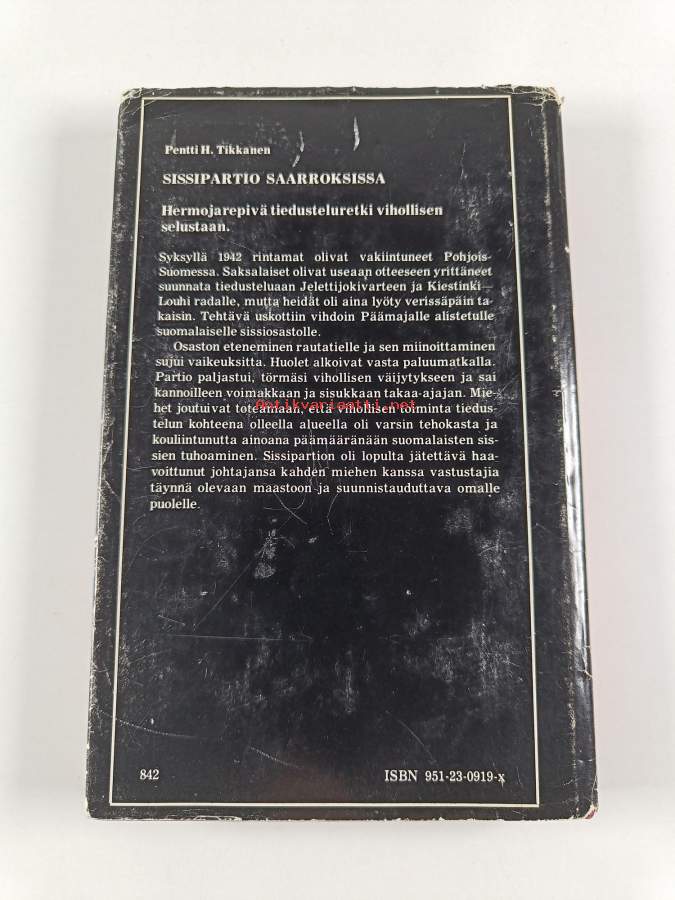 Pentti H. Tikkanen
SISSIPARTIO SAARROKSISSA
Hermojarepivä tiedusteluretki vihollisen
selustaan.
Syksyllä 1942 rintamat olivat vakiintuneet Pohjois-
Suomessa. Saksalaiset olivat useaan otteeseen yrittäneet
suunnata tiedusteluaan Jelettijokivarteen ja Kiestinki—
Louhi radalle, mutta heidät oli aina lyöty verissäpäin ta-
kaisin. Tehtävä uskottiin vihdoin Päämajalle alistetulle
suomalaiselle sissiosastolle.
Osaston eteneminen rautatielle ja sen miinoittaminen
sujui vaikeuksitta. Huolet alkoivat vasta paluumatkalla.
Partio paljastui, törmäsi vihollisen väijytykseen ja sai
kannoilleen voimakkaan ja sisukkaan takaa-ajajan. Mie-
Antikvariaatti.net
het joutuivat toteamaan, että vihollisen toiminta tiedus-
telun kohteena olleella alueella oli varsin tehokasta ja
kouliintunutta ainoana päämääränään suomalaisten sis-
sien tuhoaminen. Sissipartion oli lopulta jätettävä haa-
voittunut johtajansa kahden miehen kanssa vastustajia
täynnä olevaan maastoon ja suunnistauduttava omalle
puolelle.
842
ISBN 951-23-0919-x